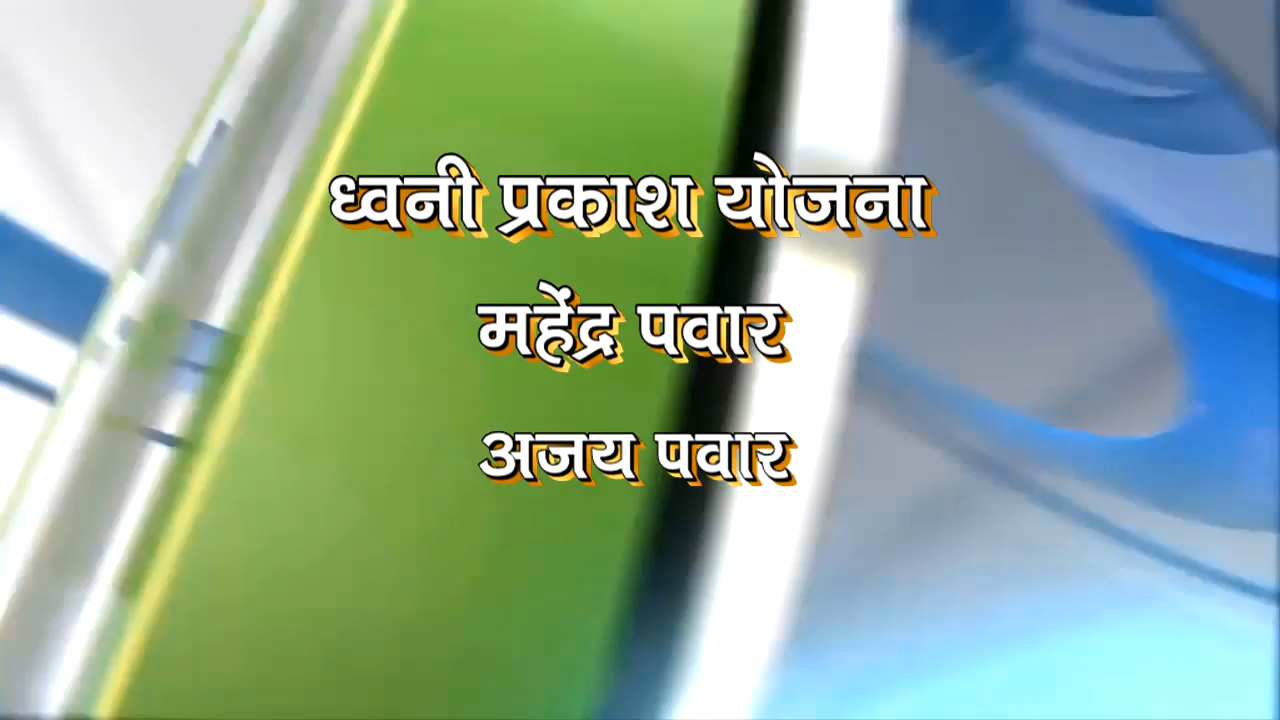 ध्वनी प्रकाश योजना
महेंद्र पवार
अजय पवार